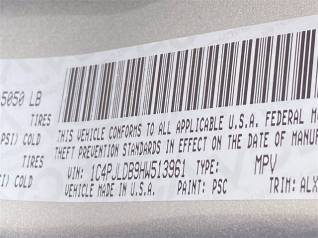 5050 LB
TIRES
PSI) COLD
TIRES
PSI) COLD
THIS VEHICLE CONFORMS TO ALL APPLICABLE U.S.A. FEDERAL M
THEFT PREVENTION STANDARDS IN EFFECT ON THE DATE OF MANUF
VIN: 1C4PJLDB9HW513961 TYPE: MPV
VEHICLE MADE IN U.S.A. PAINT: PSC TRIM: ALX